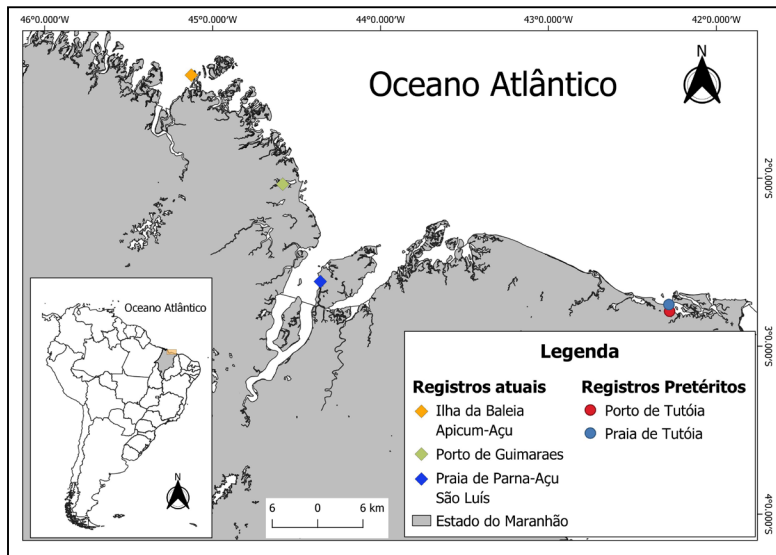 46°0.000'W
45°0.000'W
44°0.000'W
43°0.000'W
42°0.000'W
Oceano Atlântico
N
2°0.000'S
3°0.000'S
4°0.000'S
Oceano Atlântico
N
6 0 6 km
Legenda
Registros atuais
Ilha da Baleia
Apicum-Açu
Porto de Guimaraes
Praia de Parna-Açu
São Luís
Estado do Maranhão
Registros Pretéritos
Porto de Tutóia
Praia de Tutóia